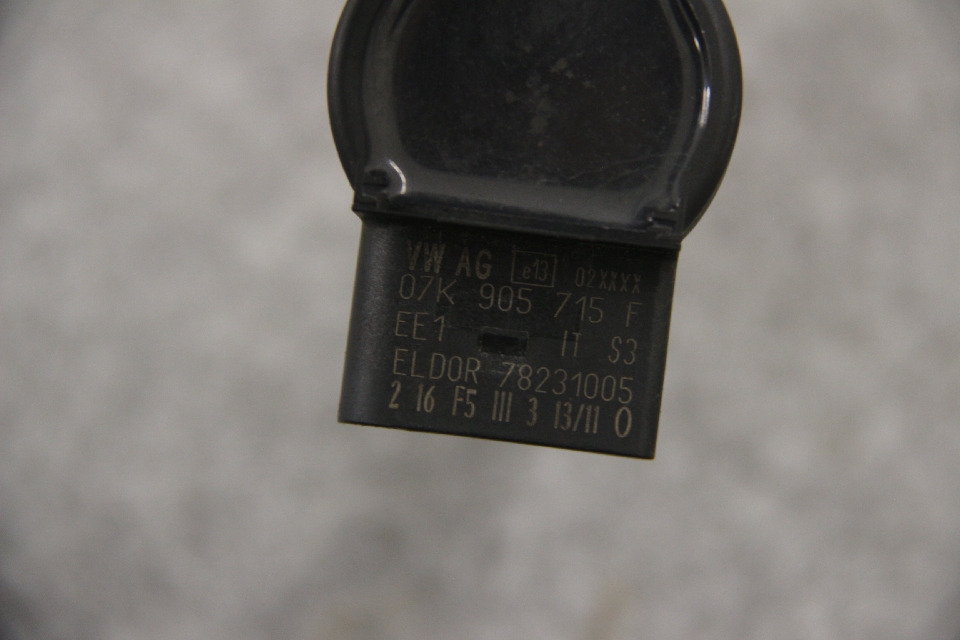 VW AG e13 02XXXX
07K 905 715 F
EE1 IT S3
ELDOR 78231005
2 16 F5 III 3 13/11 0